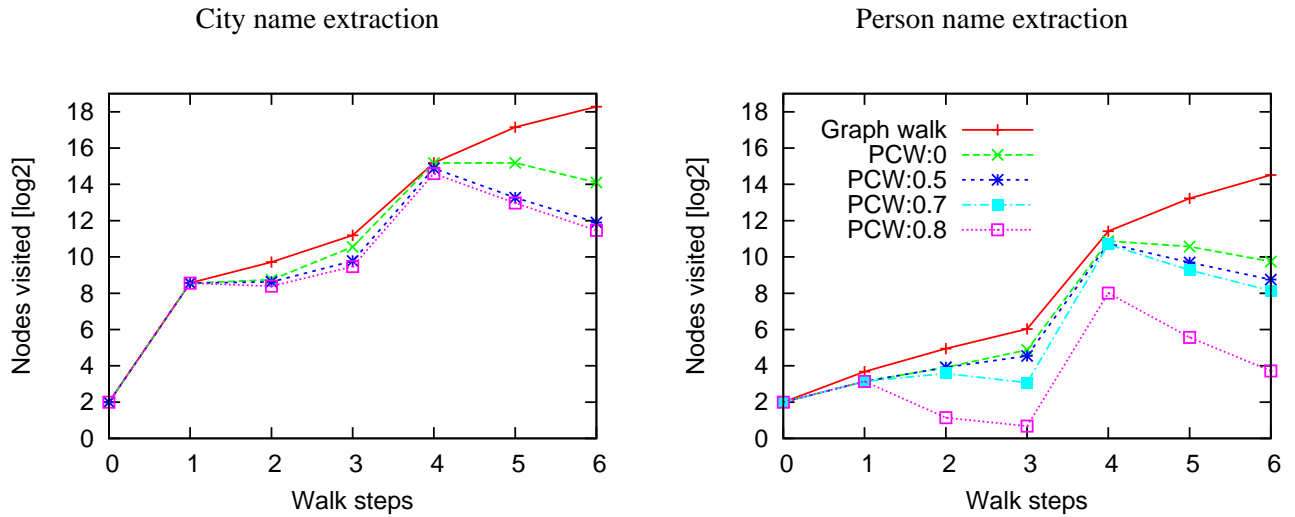 City name extraction
Nodes visited [log2]
18
16
14
12
10
8
6
4
2
0
0 1 2 3 4 5 6
Walk steps
Person name extraction
Nodes visited [log2]
18
16
14
12
10
8
6
4
2
0
Graph walk
PCW:0
PCW:0.5
PCW:0.7
PCW:0.8
0 1 2 3 4 5 6
Walk steps